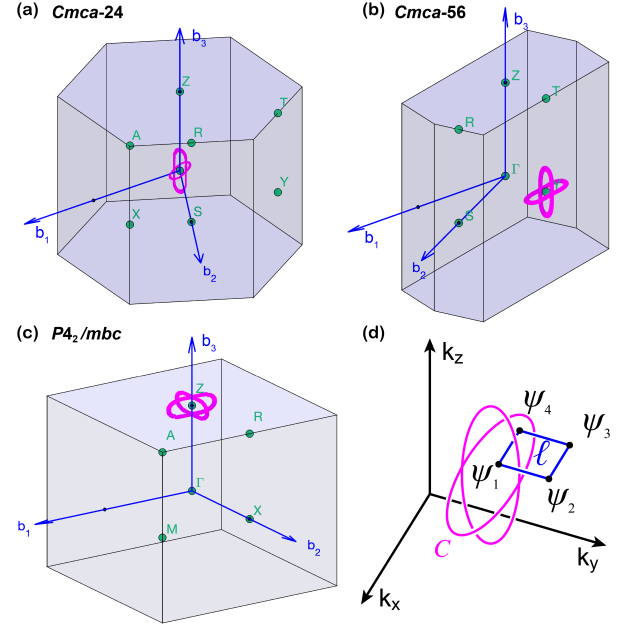 (a) Cmca-24
b3
Z
T
A
R
Y
X
S
b1
b2
(b) Cmca-56
b3
Z
T
R
Γ
S
b1
b2
(c) P42/mbc
b3
Z
R
A
Γ
X
b1
M
b2
(d)
kz
ψ4
ψ3
ℓ
ψ1
ψ2
C
ky
kx